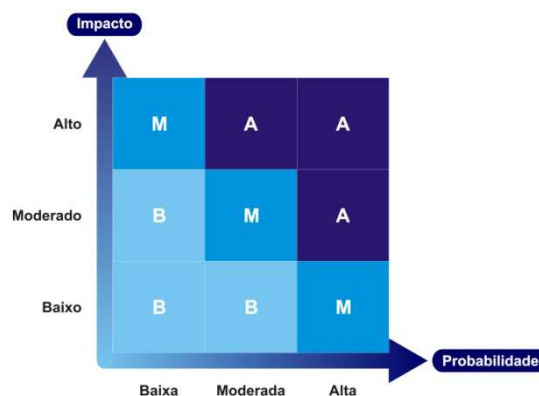 Impacto
Alto M A A
Moderado B M A
Baixo B B M
Probabilidade
Baixa Moderada Alta